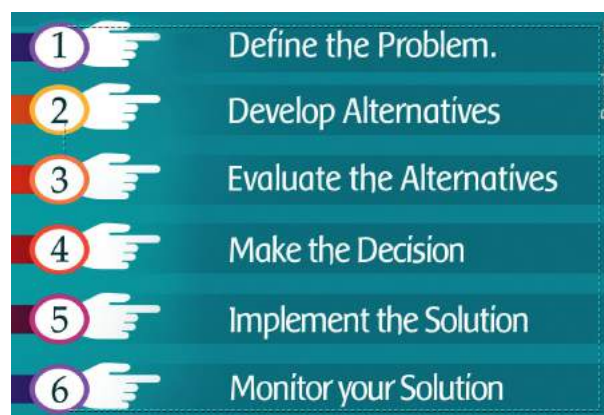 1 Define the Problem.
2 Develop Alternatives
3 Evaluate the Alternatives
4 Make the Decision
5 Implement the Solution
6 Monitor your Solution